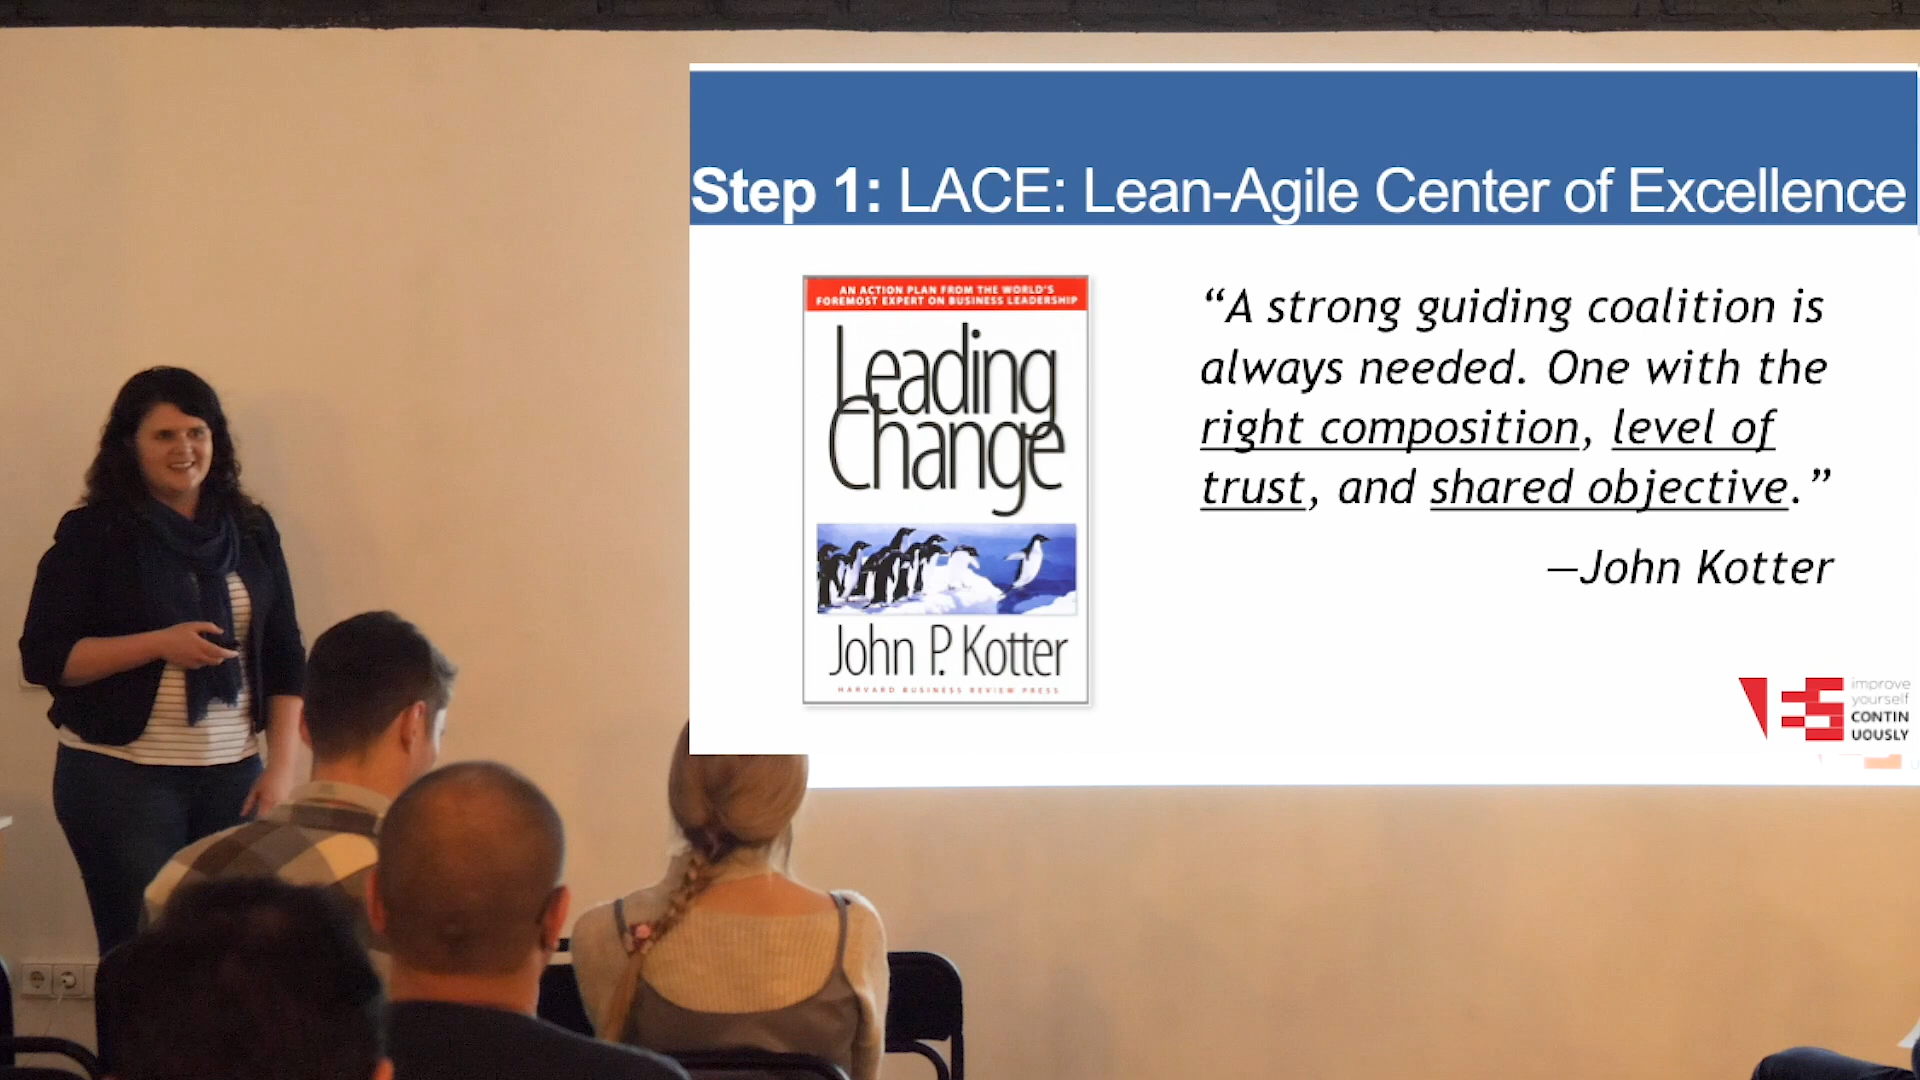 Step 1: LACE: Lean-Agile Center of Excellence
AN ACTION PLAN FROM THE WORLD'S
FOREMOST EXPERT ON BUSINESS LEADERSHIP
Leading
Change
John P. Kotter
HARVARD BUSINESS REVIEW PRESS
“A strong guiding coalition is
always needed. One with the
right composition, level of
trust, and shared objective.”
—John Kotter
improve
yourself
CONTIN
UOUSLY